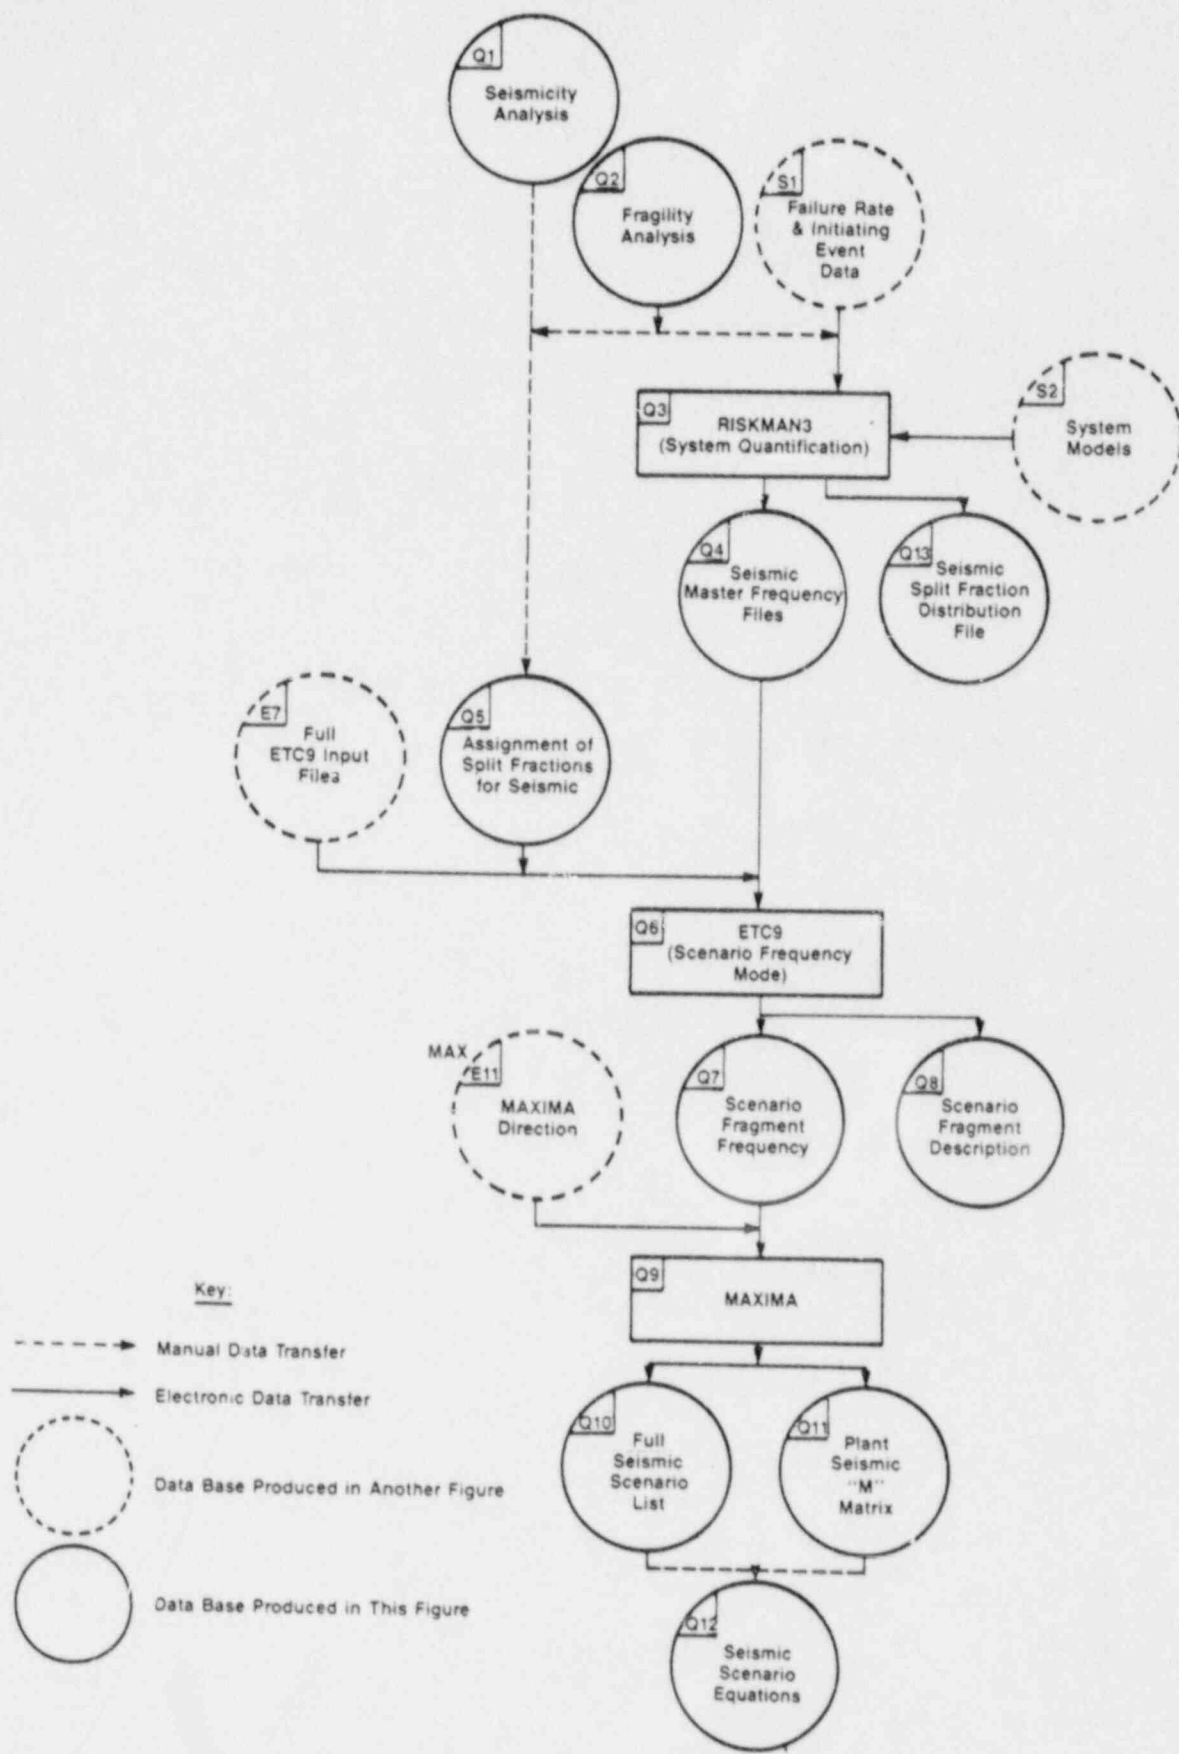 Q1
Seismicity
Analysis
Q2
Fragility
Analysis
S1
Failure Rate
& Initiating
Event
Data
Q3
RISKMAN3
(System Quantification)
S2
System
Models
Q4
Seismic
Master Frequency
Files
Q13
Seismic
Split Fraction
Distribution
File
E7
Full
ETC9 Input
Filea
Q5
Assignment of
Split Fractions
for Seismic
Q6
ETC9
(Scenario Frequency
Mode)
MAX
E11
MAXIMA
Direction
Q7
Scenario
Fragment
Frequency
Q8
Scenario
Fragment
Description
Q9
MAXIMA
Key:
Manual Data Transfer
Electronic Data Transfer
Data Base Produced in Another Figure
Data Base Produced in This Figure
Q10
Full
Seismic
Scenario
List
Q11
Plant
Seismic
"M"
Matrix
Q12
Seismic
Scenario
Equations